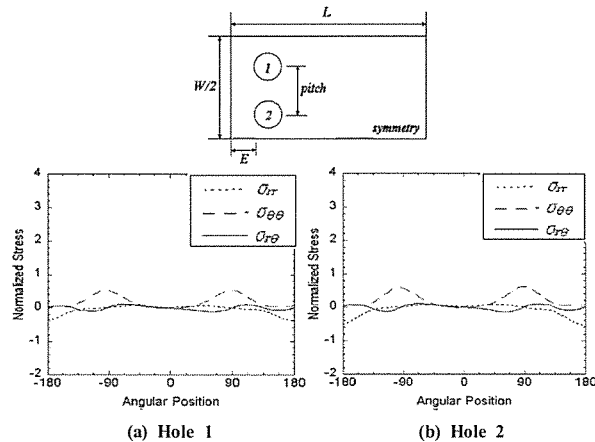 L
W/2
1
pitch
2
symmetry
E
4
3
2
1
0
-1
-2
Normalized Stress
σrr
σθθ
σrθ
-180
-90
0
90
180
Angular Position
(a) Hole 1
4
3
2
1
0
-1
-2
Normalized Stress
σrr
σθθ
σrθ
-180
-90
0
90
180
Angular Position
(b) Hole 2